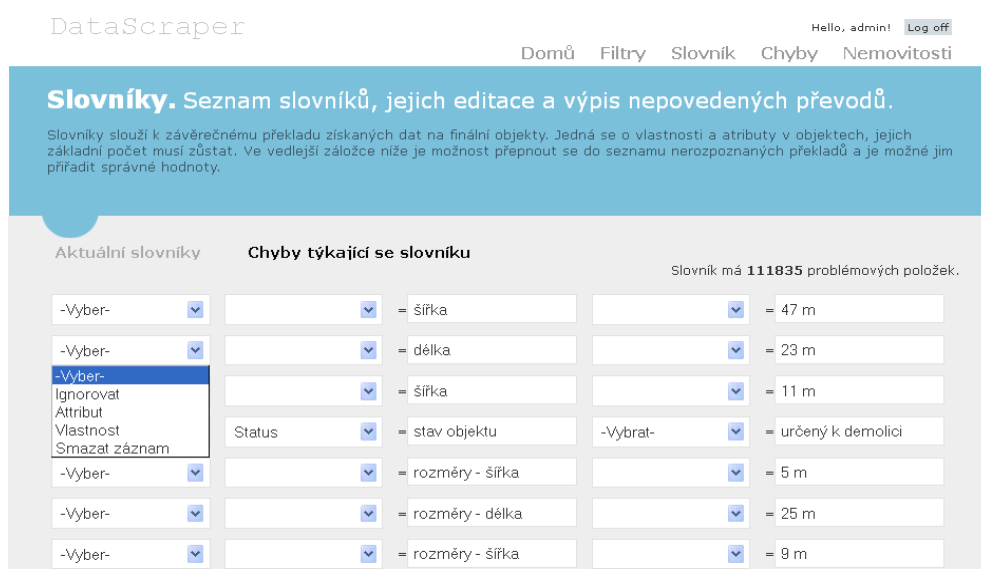 DataScraper
Hello, admin! Log off
Domů Filtry Slovník Chyby Nemovitosti
Slovníky. Seznam slovníků, jejich editace a výpis nepovedených převodů.
Slovníky slouží k závěrečnému překladu získaných dat na finální objekty. Jedná se o vlastnosti a atributy v objektech, jejich
základní počet musí zůstat. Ve vedlejší záložce níže je možnost přepnout se do seznamu nerozpoznaných překladů a je možné jim
přiřadit správné hodnoty.
Aktuální slovníky Chyby týkající se slovníku
Slovník má 111835 problémových položek.
-Vyber- = šířka = 47 m
-Vyber- = délka = 23 m
-Vyber-
Ignorovat = šířka = 11 m
Attribut
Vlastnost Status = stav objektu -Vybrat- = určený k demolici
Smazat záznam
-Vyber- = rozměry - šířka = 5 m
-Vyber- = rozměry - délka = 25 m
-Vyber- = rozměry - šířka = 9 m